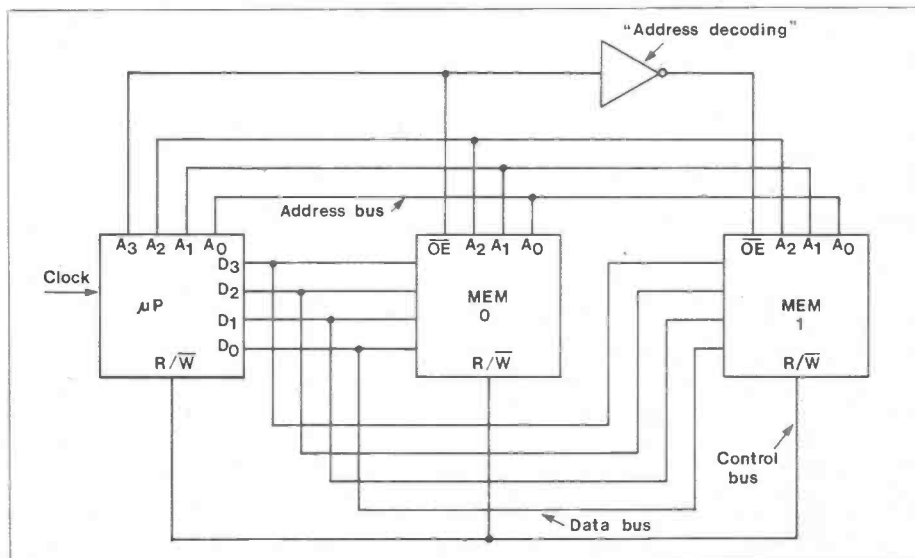 "Address decoding"
Address bus
A3 A2 A1 A0
OE A2 A1 A0
OE A2 A1 A0
Clock
D3
D2
D1
D0
μP
R/W
MEM
0
R/W
MEM
1
R/W
Control
bus
Data bus